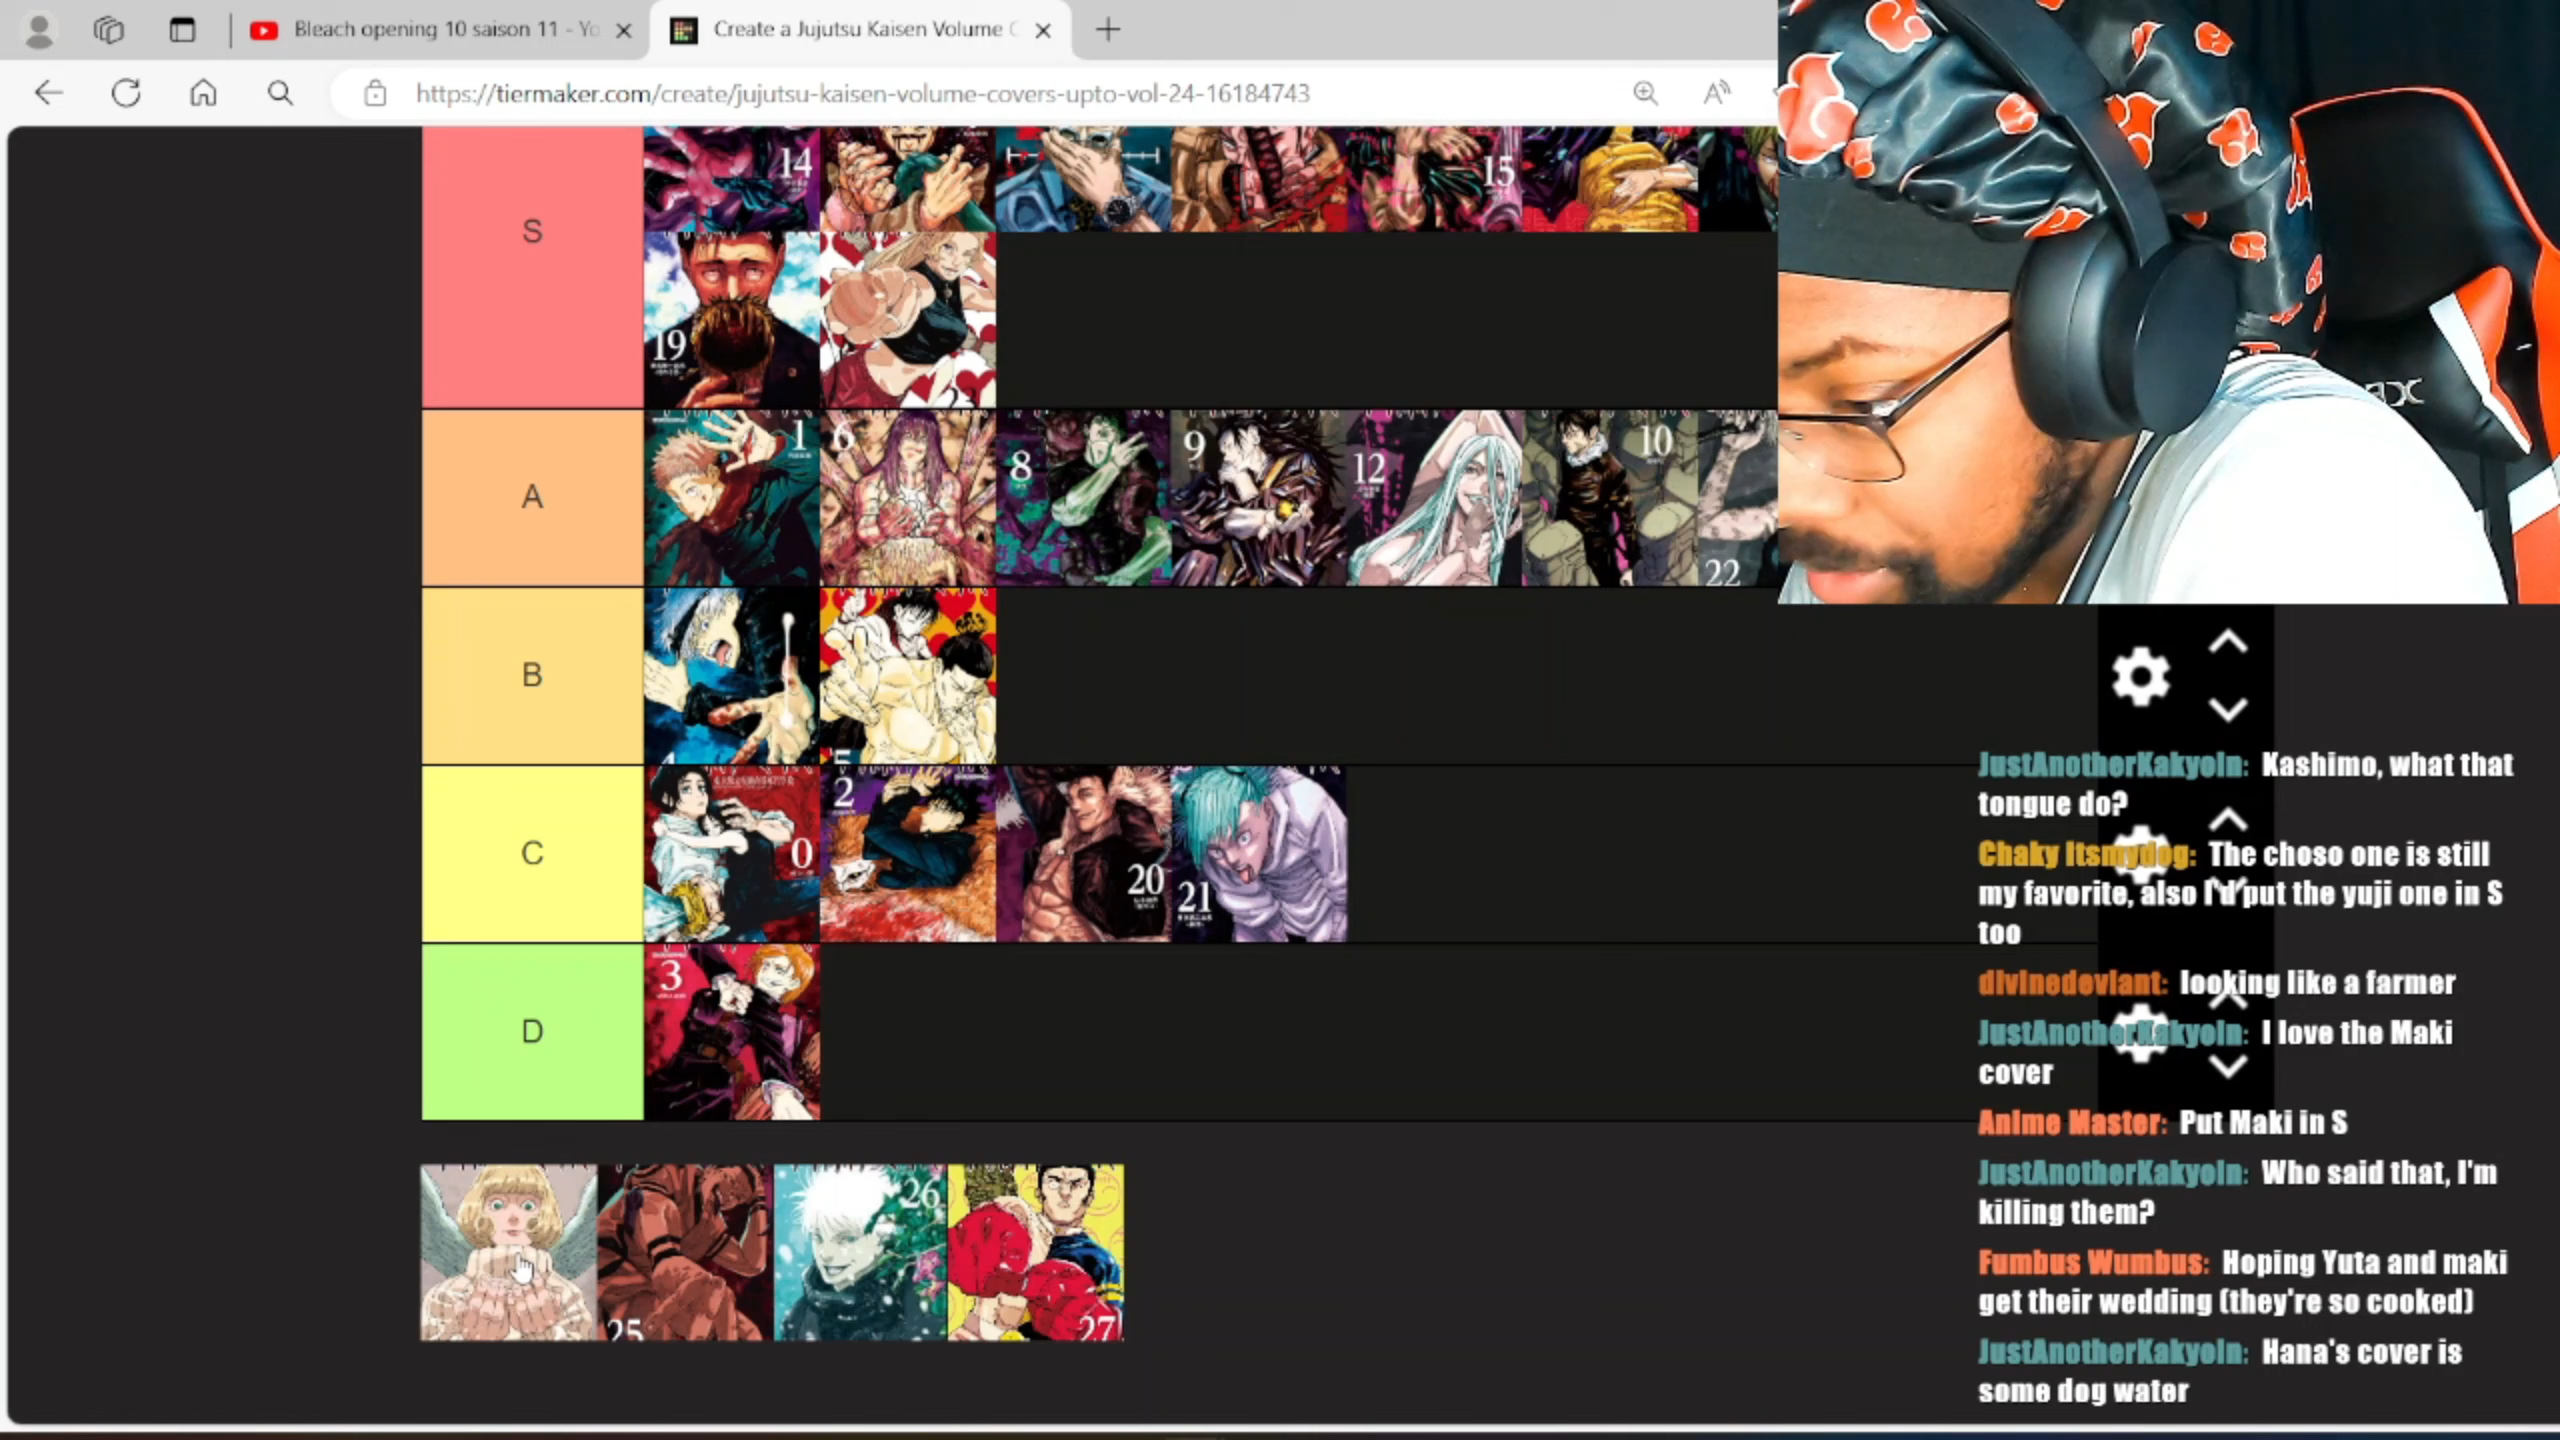 Bleach opening 10 saison 11 - Yo
Create a Jujutsu Kaisen Volume C
https://tiermaker.com/create/jujutsu-kaisen-volume-covers-upto-vol-24-16184743
S
14
15
19
A
1
6
8
9
12
10
22
B
5
C
0
2
20
21
D
3
25
26
27
JustAnotherKakyoin: Kashimo, what that
tongue do?
Chaky Itsmydog: The choso one is still
my favorite, also I'd put the yuji one in S
too
divinedeviant: looking like a farmer
JustAnotherKakyoin: I love the Maki
cover
Anime Master: Put Maki in S
JustAnotherKakyoin: Who said that, I'm
killing them?
Fumbus Wumbus: Hoping Yuta and maki
get their wedding (they're so cooked)
JustAnotherKakyoin: Hana's cover is
some dog water